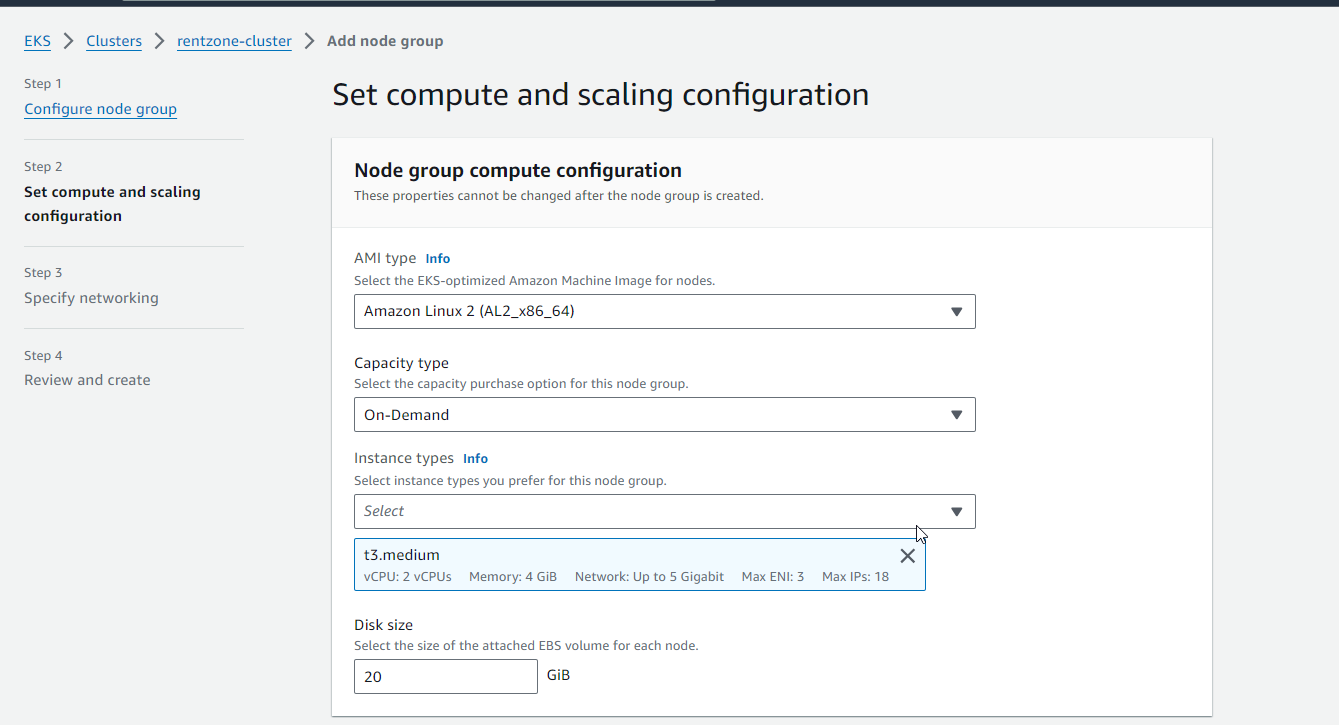 EKS > Clusters > rentzone-cluster > Add node group
Step 1
Configure node group
Step 2
Set compute and scaling
configuration
Step 3
Specify networking
Step 4
Review and create
Set compute and scaling configuration
Node group compute configuration
These properties cannot be changed after the node group is created.
AMI type Info
Select the EKS-optimized Amazon Machine Image for nodes.
Amazon Linux 2 (AL2_x86_64)
Capacity type
Select the capacity purchase option for this node group.
On-Demand
Instance types Info
Select instance types you prefer for this node group.
Select
t3.medium
vCPU: 2 vCPUs Memory: 4 GiB Network: Up to 5 Gigabit Max ENI: 3 Max IPs: 18
Disk size
Select the size of the attached EBS volume for each node.
20 GiB